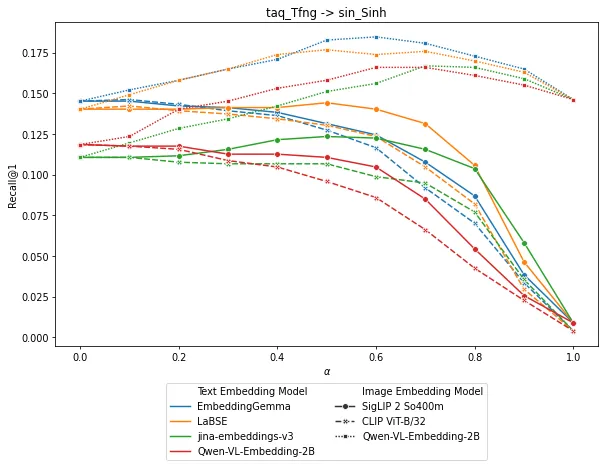 taq_Tfng -> sin_Sinh
0.175
0.150
0.125
0.100
0.075
0.050
0.025
0.000
Recall@1
0.0 0.2 0.4 0.6 0.8 1.0
α
Text Embedding Model Image Embedding Model
EmbeddingGemma SigLIP 2 So400m
LaBSE CLIP ViT-B/32
jina-embeddings-v3 Qwen-VL-Embedding-2B
Qwen-VL-Embedding-2B